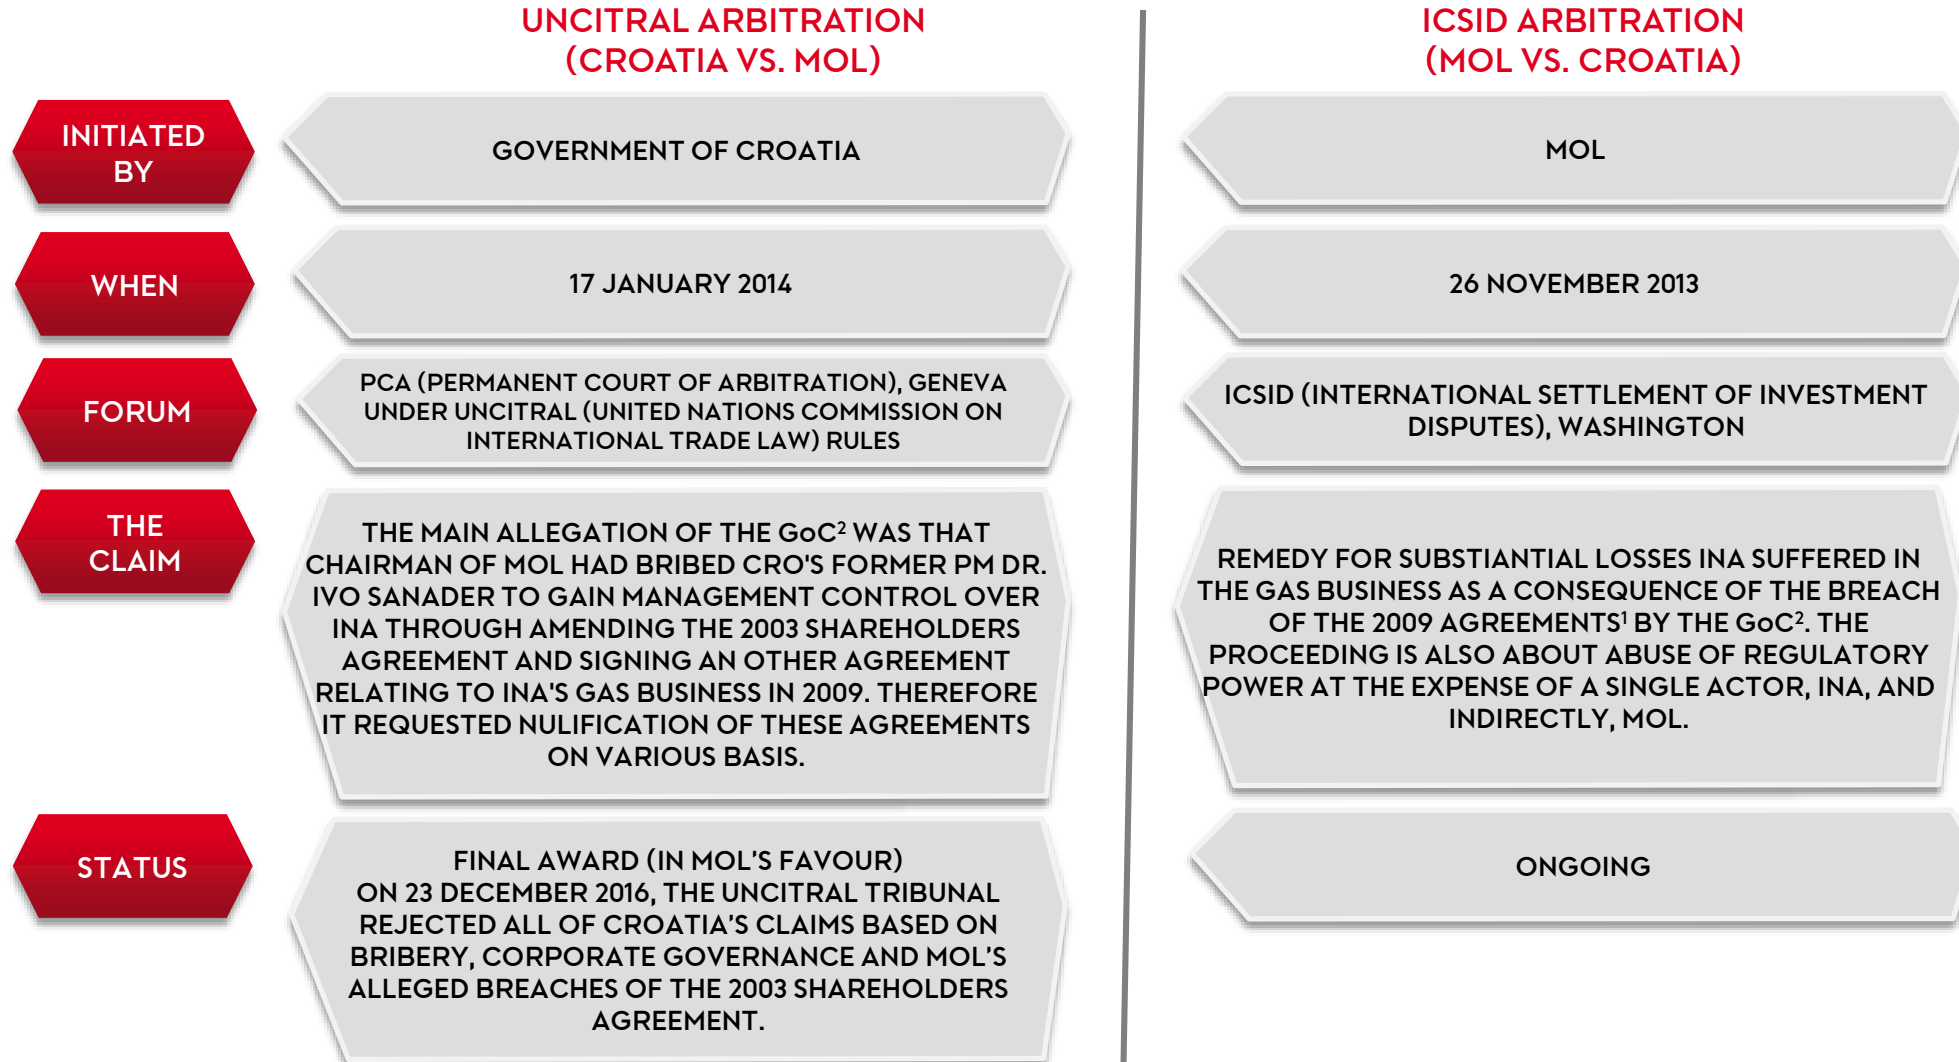 UNCITRAL ARBITRATION
(CROATIA VS. MOL)
ICSID ARBITRATION
(MOL VS. CROATIA)
INITIATED
BY
GOVERNMENT OF CROATIA
MOL
WHEN
17 JANUARY 2014
26 NOVEMBER 2013
FORUM
PCA (PERMANENT COURT OF ARBITRATION), GENEVA
UNDER UNCITRAL (UNITED NATIONS COMMISSION ON
INTERNATIONAL TRADE LAW) RULES
ICSID (INTERNATIONAL SETTLEMENT OF INVESTMENT
DISPUTES), WASHINGTON
THE
CLAIM
THE MAIN ALLEGATION OF THE GoC² WAS THAT
CHAIRMAN OF MOL HAD BRIBED CRO'S FORMER PM DR.
IVO SANADER TO GAIN MANAGEMENT CONTROL OVER
INA THROUGH AMENDING THE 2003 SHAREHOLDERS
AGREEMENT AND SIGNING AN OTHER AGREEMENT
RELATING TO INA'S GAS BUSINESS IN 2009. THEREFORE
IT REQUESTED NULIFICATION OF THESE AGREEMENTS
ON VARIOUS BASIS.
REMEDY FOR SUBSTIANTIAL LOSSES INA SUFFERED IN
THE GAS BUSINESS AS A CONSEQUENCE OF THE BREACH
OF THE 2009 AGREEMENTS¹ BY THE GoC². THE
PROCEEDING IS ALSO ABOUT ABUSE OF REGULATORY
POWER AT THE EXPENSE OF A SINGLE ACTOR, INA, AND
INDIRECTLY, MOL.
STATUS
FINAL AWARD (IN MOL'S FAVOUR)
ON 23 DECEMBER 2016, THE UNCITRAL TRIBUNAL
REJECTED ALL OF CROATIA'S CLAIMS BASED ON
BRIBERY, CORPORATE GOVERNANCE AND MOL'S
ALLEGED BREACHES OF THE 2003 SHAREHOLDERS
AGREEMENT.
ONGOING